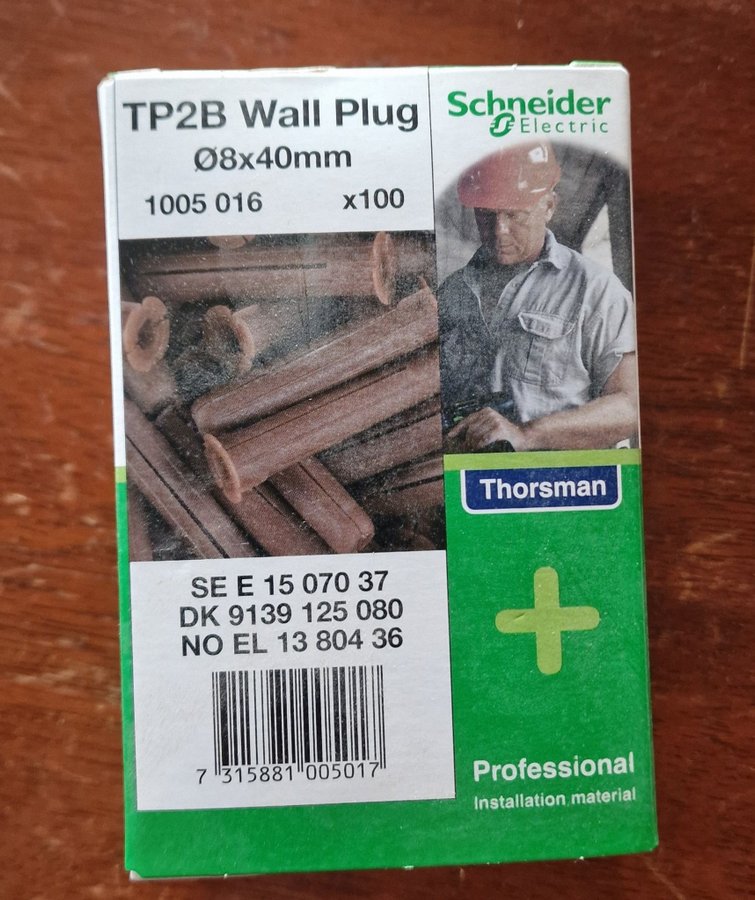 TP2B Wall Plug
Ø8x40mm
1005 016 x100
Schneider
Electric
Thorsman
SE E 15 070 37
DK 9139 125 080
NO EL 13 804 36
7 315881 005017
Professional
Installation material